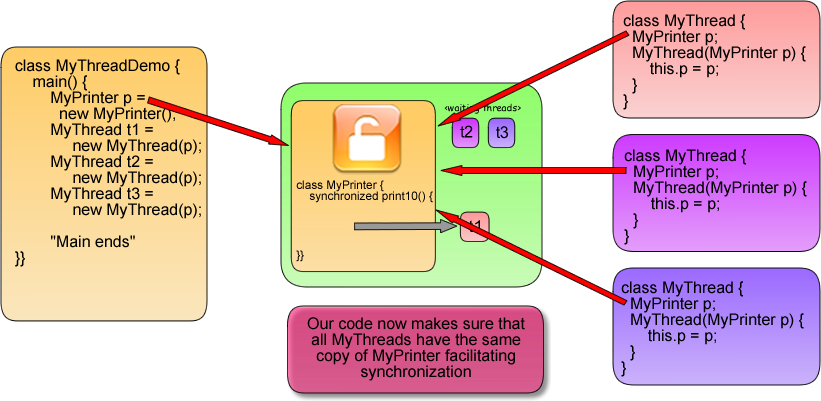 class MyThreadDemo {
main() {
MyPrinter p =
new MyPrinter();
MyThread t1 =
new MyThread(p);
MyThread t2 =
new MyThread(p);
MyThread t3 =
new MyThread(p);
"Main ends"
}}
<waiting threads>
t2 t3
class MyPrinter {
synchronized print10() {
t1
}}
Our code now makes sure that
all MyThreads have the same
copy of MyPrinter facilitating
synchronization
class MyThread {
MyPrinter p;
MyThread(MyPrinter p) {
this.p = p;
}
}
class MyThread {
MyPrinter p;
MyThread(MyPrinter p) {
this.p = p;
}
}
class MyThread {
MyPrinter p;
MyThread(MyPrinter p) {
this.p = p;
}
}